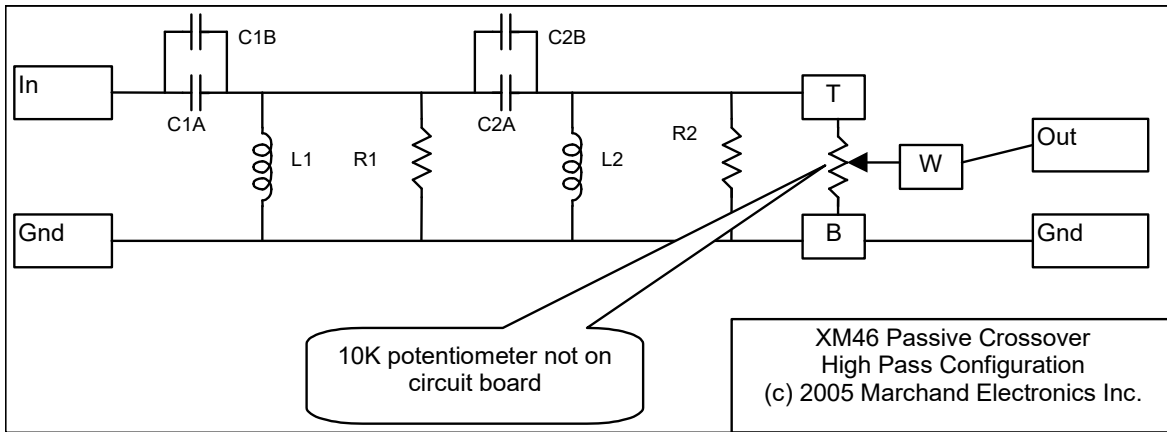 C1B
C2B
In
T
C1A
C2A
R2
L1
R1
L2
Out
W
Gnd
B
Gnd
10K potentiometer not on
circuit board
XM46 Passive Crossover
High Pass Configuration
(c) 2005 Marchand Electronics Inc.